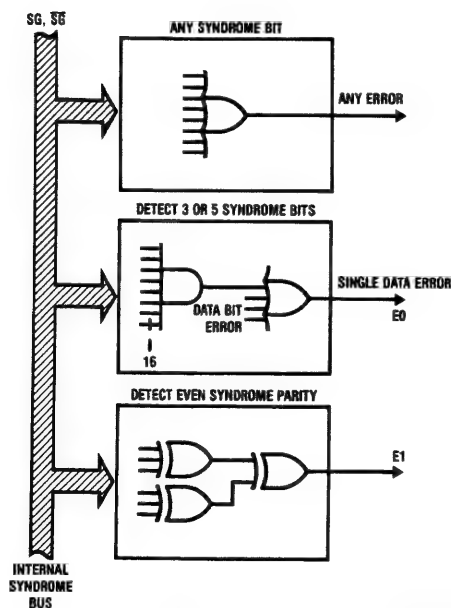 SG, S̅G̅
ANY SYNDROME BIT
ANY ERROR
DETECT 3 OR 5 SYNDROME BITS
SINGLE DATA ERROR
E0
DATA BIT
ERROR
16
DETECT EVEN SYNDROME PARITY
E1
INTERNAL
SYNDROME
BUS